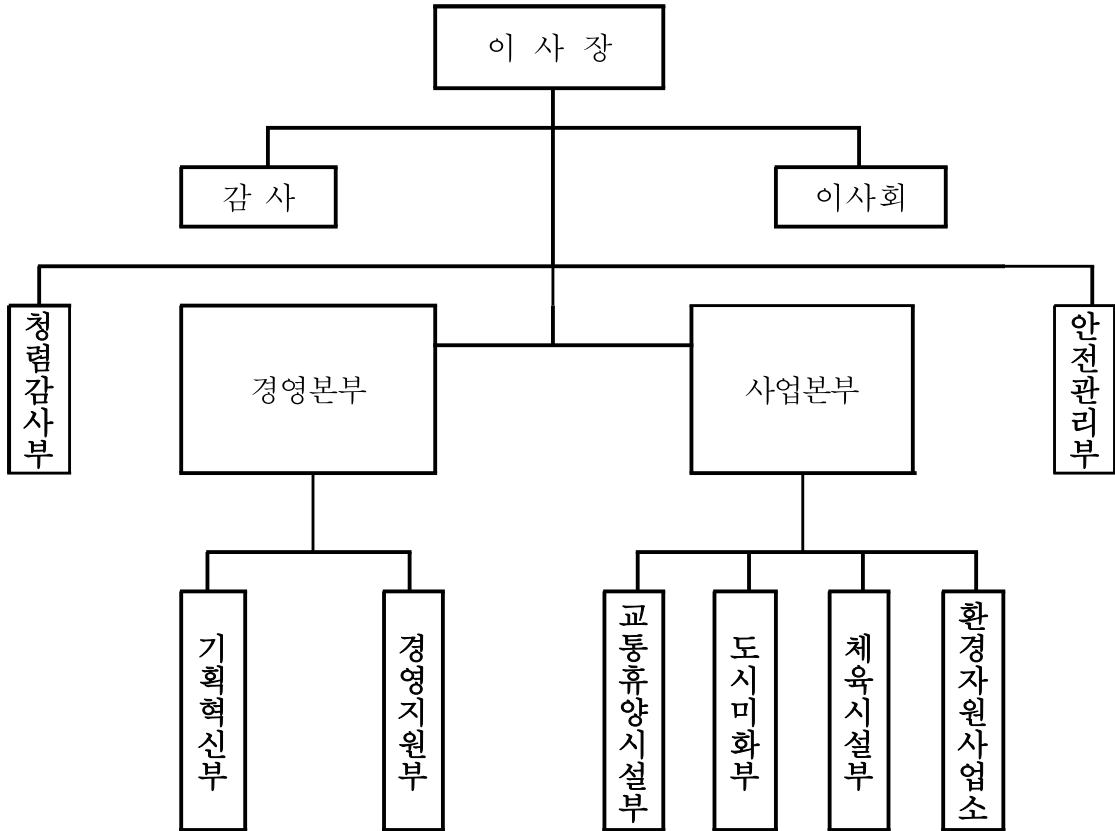 이 사 장
감 사
이사회
청렴감사부
경영본부
사업본부
안전관리부
기획혁신부
경영지원부
교통휴양시설부
도시미화부
체육시설부
환경자원사업소